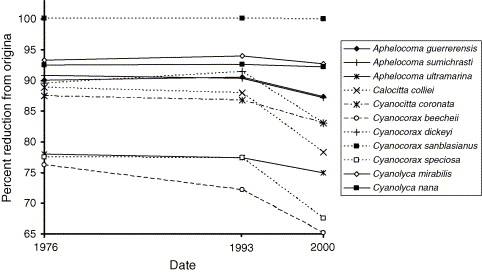 100
95
90
85
80
75
70
65
Percent reduction from origina
1976
1993
2000
Date
Aphelocoma guerrerensis
Aphelocoma sumichrasti
Aphelocoma ultramarina
Calocitta colliei
Cyanocitta coronata
Cyanocorax beecheii
Cyanocorax dickeyi
Cyanocorax sanblasianus
Cyanocorax speciosa
Cyanolyca mirabilis
Cyanolyca nana